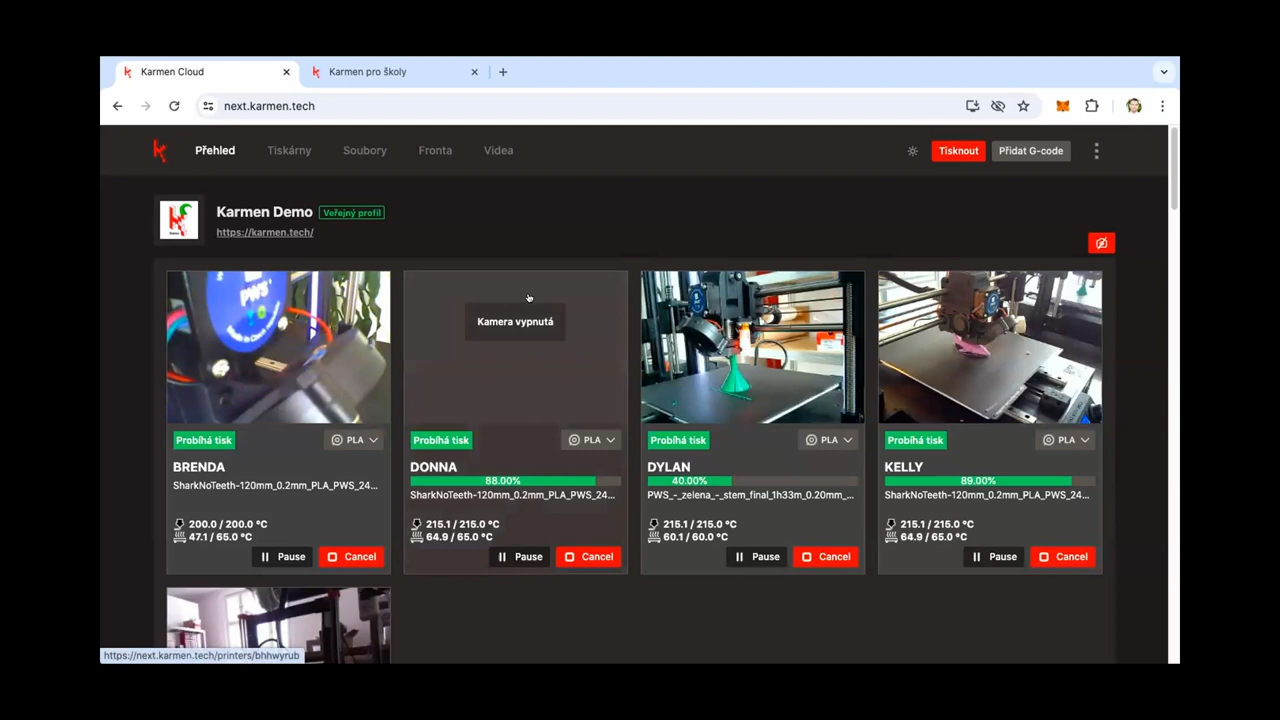 Karmen Cloud
Karmen pro školy
next.karmen.tech
Přehled
Tiskárny
Soubory
Fronta
Videa
Tisknout
Přidat G-code
Karmen Demo
Veřejný profil
https://karmen.tech/
PWS
Kamera vypnutá
Probíhá tisk
PLA
BRENDA
SharkNoTeeth-120mm_0.2mm_PLA_PWS_24...
200.0 / 200.0 °C
47.1 / 65.0 °C
Pause
Cancel
Probíhá tisk
PLA
DONNA
88.00%
SharkNoTeeth-120mm_0.2mm_PLA_PWS_24...
215.1 / 215.0 °C
64.9 / 65.0 °C
Pause
Cancel
Probíhá tisk
PLA
DYLAN
40.00%
PWS_-_zelena_-_stem_final_1h33m_0.20mm_...
215.1 / 215.0 °C
60.1 / 60.0 °C
Pause
Cancel
Probíhá tisk
PLA
KELLY
89.00%
SharkNoTeeth-120mm_0.2mm_PLA_PWS_24...
215.1 / 215.0 °C
64.9 / 65.0 °C
Pause
Cancel
https://next.karmen.tech/printers/bhhwyrub